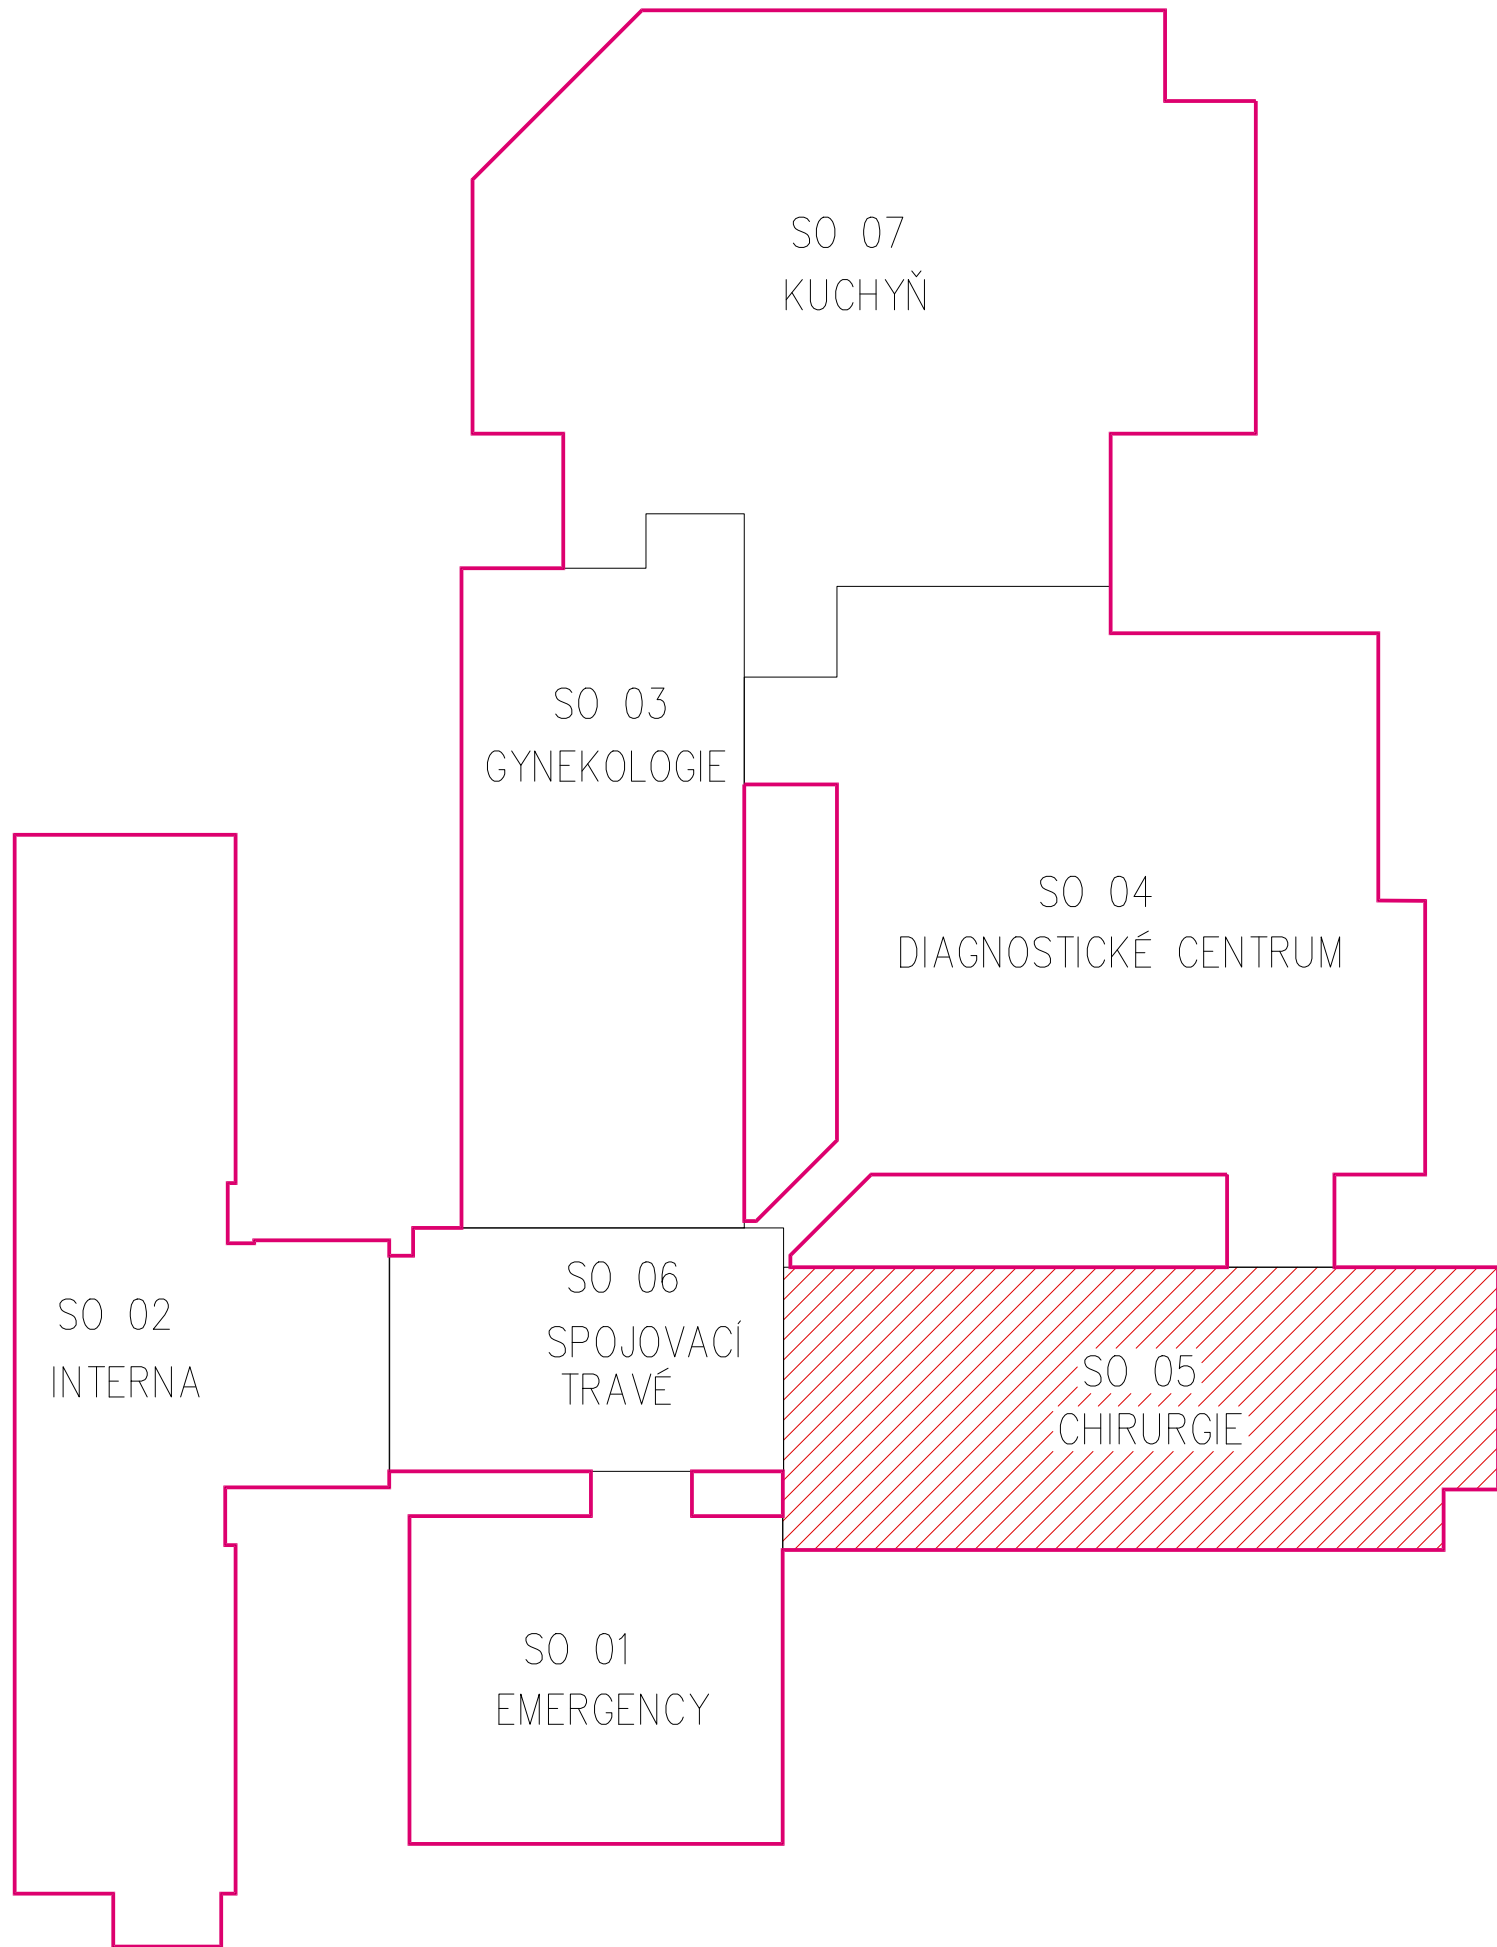 SO 07
KUCHYŇ
SO 03
GYNEKOLOGIE
SO 04
DIAGNOSTICKÉ CENTRUM
SO 06
SPOJOVACÍ
TRAVÉ
SO 02
INTERNA
SO 05
CHIRURGIE
SO 01
EMERGENCY